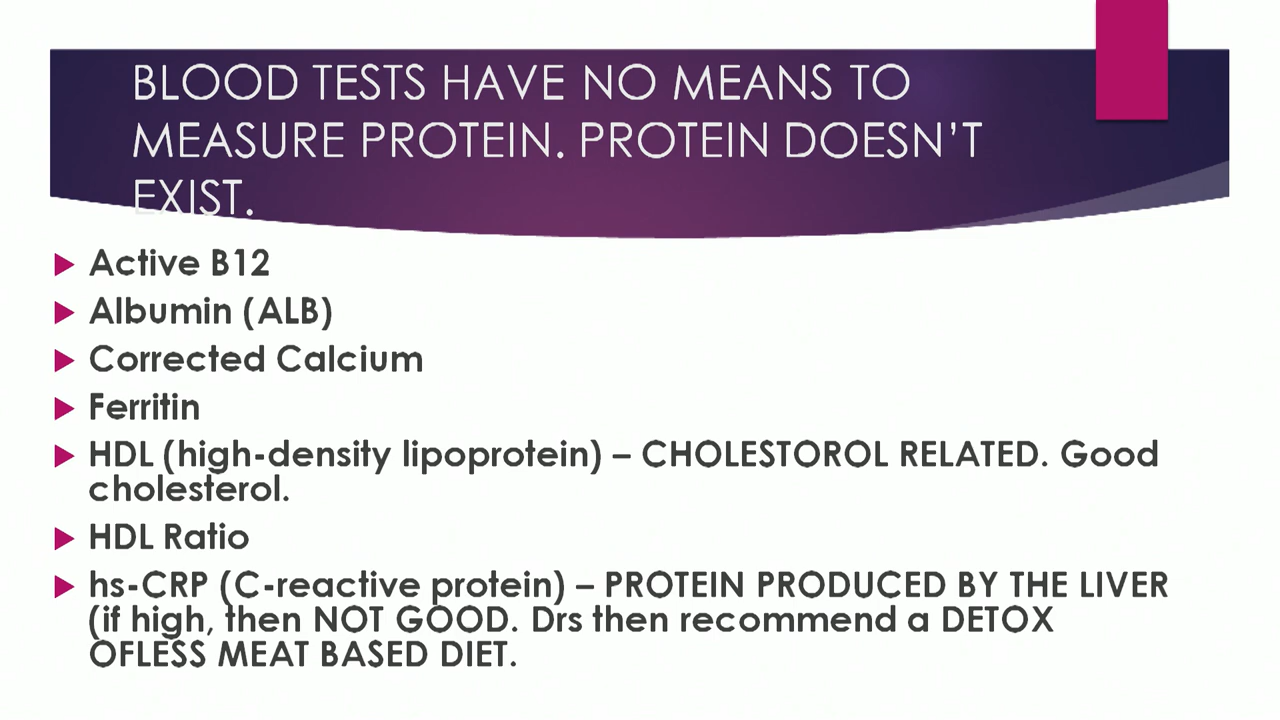 BLOOD TESTS HAVE NO MEANS TO
MEASURE PROTEIN. PROTEIN DOESN’T
EXIST.
Active B12
Albumin (ALB)
Corrected Calcium
Ferritin
HDL (high-density lipoprotein) – CHOLESTOROL RELATED. Good
cholesterol.
HDL Ratio
hs-CRP (C-reactive protein) – PROTEIN PRODUCED BY THE LIVER
(if high, then NOT GOOD. Drs then recommend a DETOX
OFLESS MEAT BASED DIET.